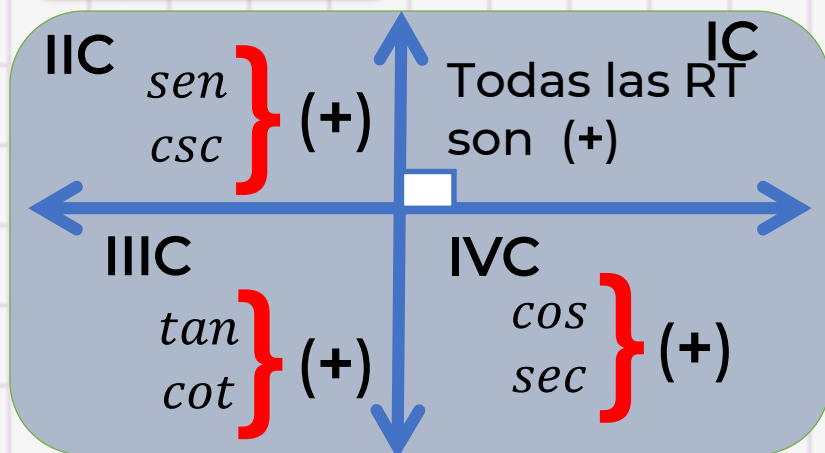 IIC
sen
csc
(+)
IC
Todas las RT
son (+)
IIIC
tan
cot
(+)
IVC
cos
sec
(+)